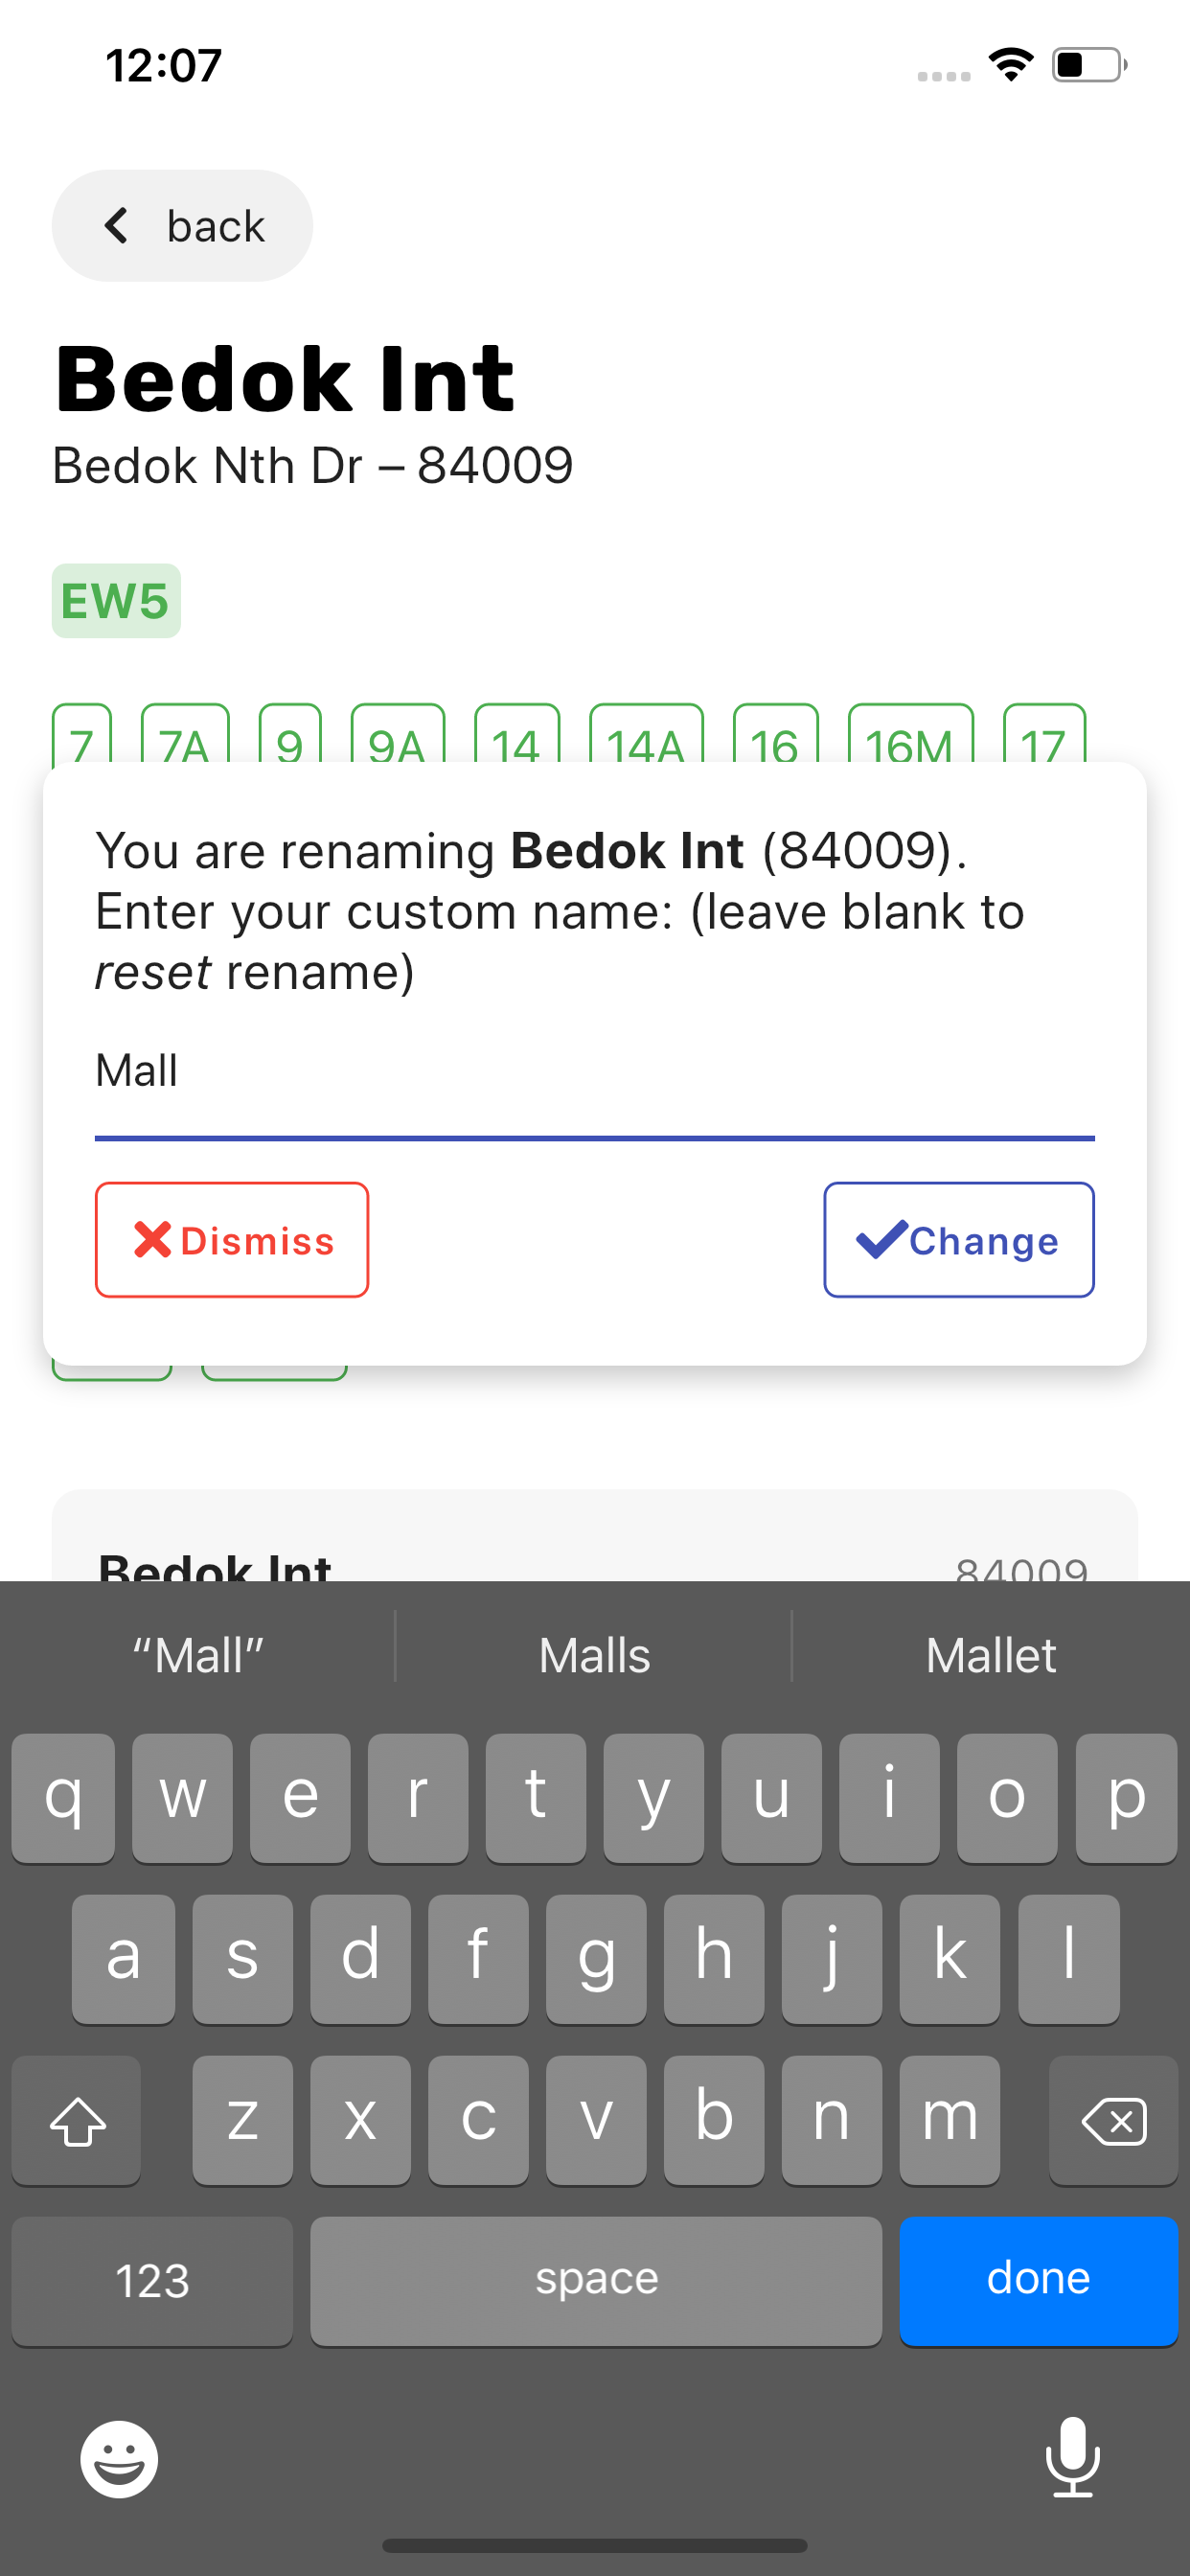 12:07
back
Bedok Int
Bedok Nth Dr – 84009
EW5
7 7A 9 9A 14 14A 16 16M 17
You are renaming Bedok Int (84009).
Enter your custom name: (leave blank to
reset rename)
Mall
Dismiss Change
Bedok Int 84009
“Mall” Malls Mallet
q w e r t y u i o p
a s d f g h j k l
z x c v b n m
123 space done